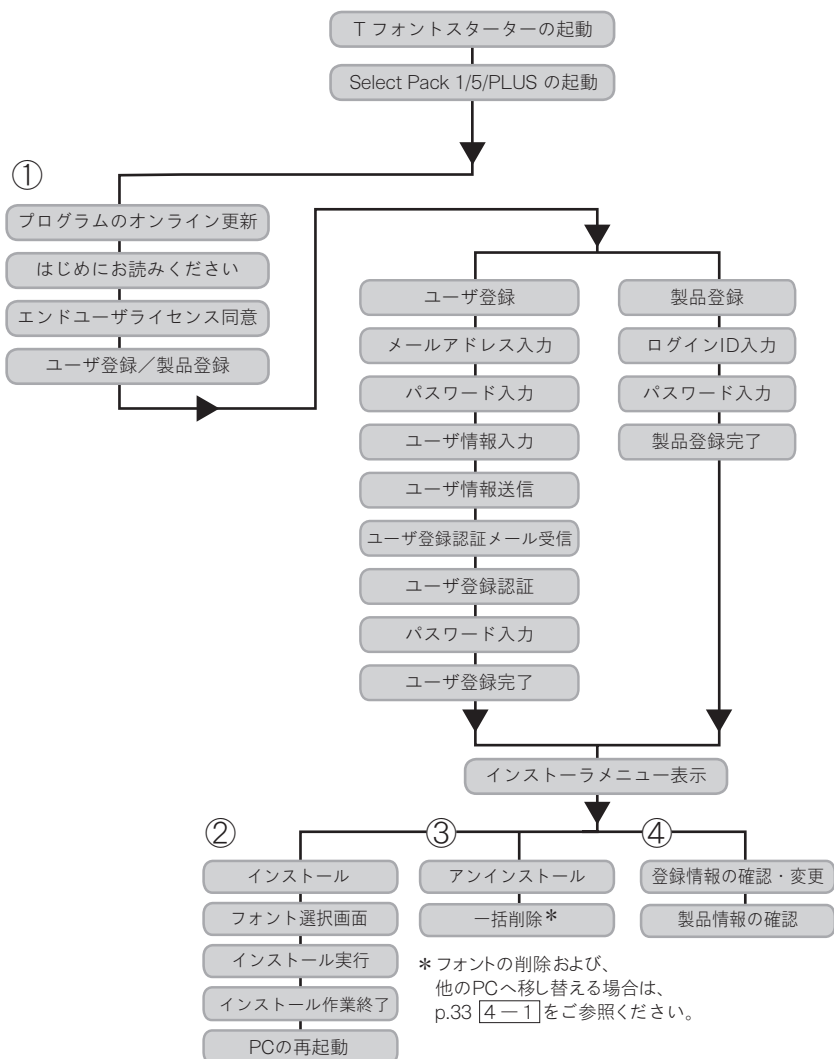 T フォントスターターの起動
Select Pack 1/5/PLUS の起動
①
プログラムのオンライン更新
はじめにお読みください
エンドユーザライセンス同意
ユーザ登録／製品登録
ユーザ登録
メールアドレス入力
パスワード入力
ユーザ情報入力
ユーザ情報送信
ユーザ登録認証メール受信
ユーザ登録認証
パスワード入力
ユーザ登録完了
製品登録
ログインID入力
パスワード入力
製品登録完了
インストーラメニュー表示
②
インストール
フォント選択画面
インストール実行
インストール作業終了
PCの再起動
③
アンインストール
一括削除＊
＊フォントの削除および、
他のPCへ移し替える場合は、
p.33 4－1 をご参照ください。
④
登録情報の確認・変更
製品情報の確認